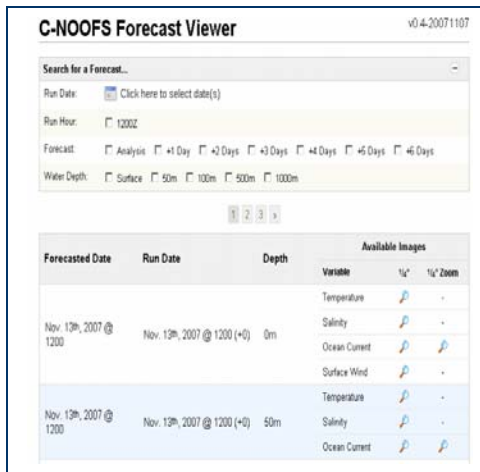 C-NOOFS Forecast Viewer v0.4-20071107
Search for a Forecast...
Run Date: Click here to select date(s)
Run Hour: 1200Z
Forecast: Analysis +1 Day +2 Days +3 Days +4 Days +5 Days +6 Days
Water Depth: Surface 50m 100m 500m 1000m
1 2 3 »
Available Images
Forecasted Date Run Date Depth
Variable ¼° Zoom
Temperature -
Salinity -
Nov. 13th, 2007 @ 1200 Nov. 13th, 2007 @ 1200 (+0) 0m
Ocean Current
Surface Wind -
Temperature -
Nov. 13th, 2007 @ 1200 Nov. 13th, 2007 @ 1200 (+0) 50m
Salinity -
Ocean Current